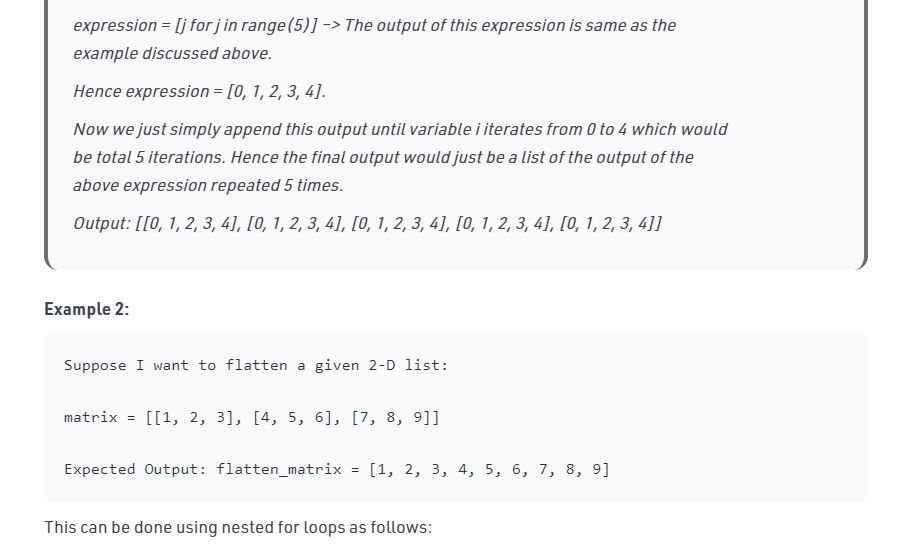 expression = [j for j in range(5)] -> The output of this expression is same as the
example discussed above.
Hence expression = [0, 1, 2, 3, 4].
Now we just simply append this output until variable i iterates from 0 to 4 which would
be total 5 iterations. Hence the final output would just be a list of the output of the
above expression repeated 5 times.
Output: [[0, 1, 2, 3, 4], [0, 1, 2, 3, 4], [0, 1, 2, 3, 4], [0, 1, 2, 3, 4], [0, 1, 2, 3, 4]]
Example 2:
Suppose I want to flatten a given 2-D list:
matrix = [[1, 2, 3], [4, 5, 6], [7, 8, 9]]
Expected Output: flatten_matrix = [1, 2, 3, 4, 5, 6, 7, 8, 9]
This can be done using nested for loops as follows: